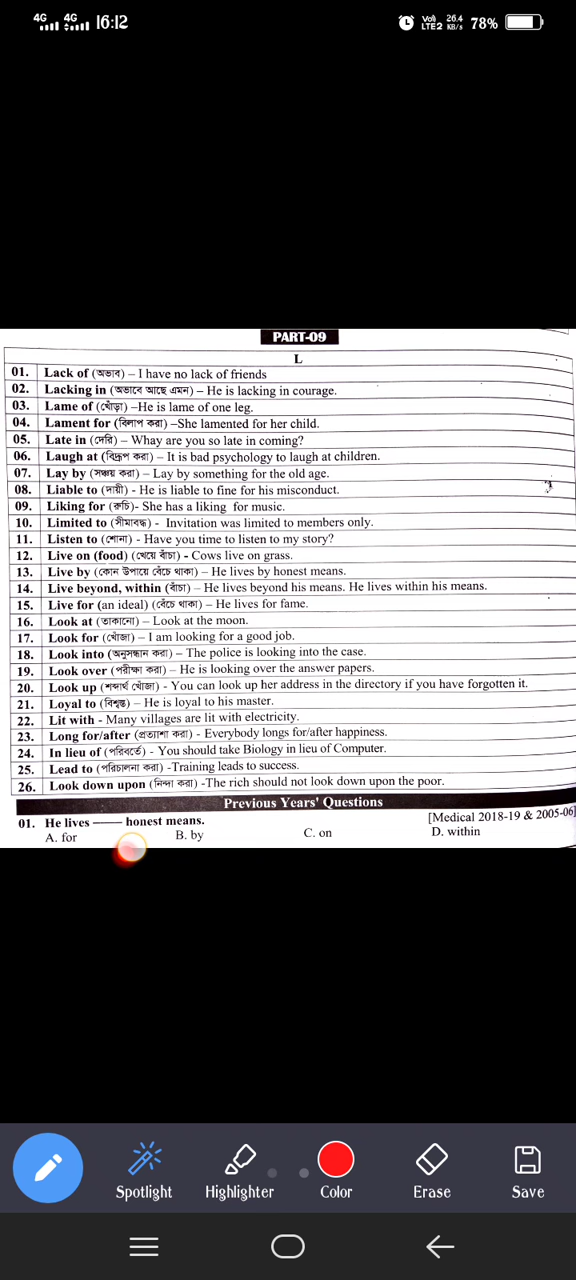 4G 4G 16:12 Vo)) LTE2 26.4 KB/s 78%
PART-09
L
01. Lack of (অভাব) – I have no lack of friends
02. Lacking in (অভাবে আছে এমন) – He is lacking in courage.
03. Lame of (খোঁড়া) –He is lame of one leg.
04. Lament for (বিলাপ করা) –She lamented for her child.
05. Late in (দেরি) – Whay are you so late in coming?
06. Laugh at (বিদ্রূপ করা) – It is bad psychology to laugh at children.
07. Lay by (সঞ্চয় করা) – Lay by something for the old age.
08. Liable to (দায়ী) - He is liable to fine for his misconduct.
09. Liking for (রুচি)- She has a liking for music.
10. Limited to (সীমাবদ্ধ) - Invitation was limited to members only.
11. Listen to (শোনা) - Have you time to listen to my story?
12. Live on (food) (খেয়ে বাঁচা) - Cows live on grass.
13. Live by (কোন উপায়ে বেঁচে থাকা) – He lives by honest means.
14. Live beyond, within (বাঁচা) – He lives beyond his means. He lives within his means.
15. Live for (an ideal) (বেঁচে থাকা) – He lives for fame.
16. Look at (তাকানো) – Look at the moon.
17. Look for (খোঁজা) – I am looking for a good job.
18. Look into (অনুসন্ধান করা) – The police is looking into the case.
19. Look over (পরীক্ষা করা) – He is looking over the answer papers.
20. Look up (শব্দার্থ খোঁজা) - You can look up her address in the directory if you have forgotten it.
21. Loyal to (বিশ্বস্ত) – He is loyal to his master.
22. Lit with - Many villages are lit with electricity.
23. Long for/after (প্রত্যাশা করা) - Everybody longs for/after happiness.
24. In lieu of (পরিবর্তে) - You should take Biology in lieu of Computer.
25. Lead to (পরিচালনা করা) -Training leads to success.
26. Look down upon (নিন্দা করা) -The rich should not look down upon the poor.
Previous Years' Questions
01. He lives —— honest means. [Medical 2018-19 & 2005-06]
A. for B. by C. on D. within
Spotlight Highlighter Color Erase Save